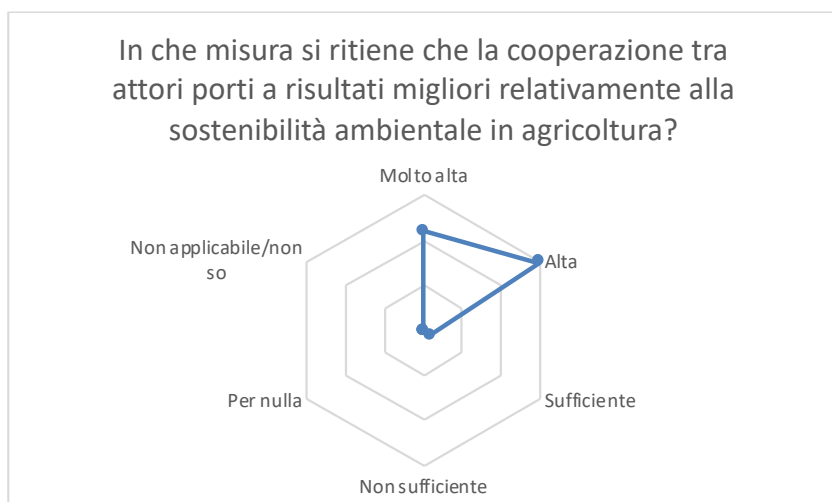 In che misura si ritiene che la cooperazione tra
attori porti a risultati migliori relativamente alla
sostenibilità ambientale in agricoltura?
Molto alta
Non applicabile/non
so
Alta
Per nulla
Sufficiente
Non sufficiente